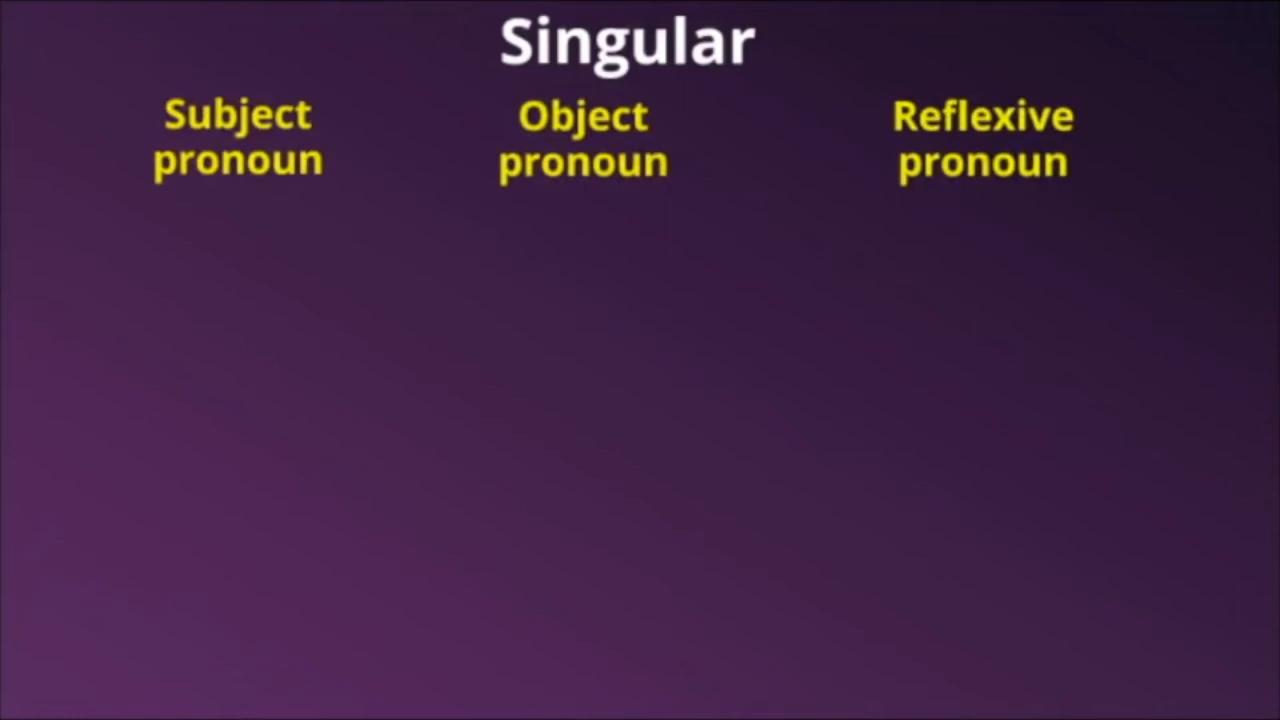 Singular
Subject
pronoun
Object
pronoun
Reflexive
pronoun